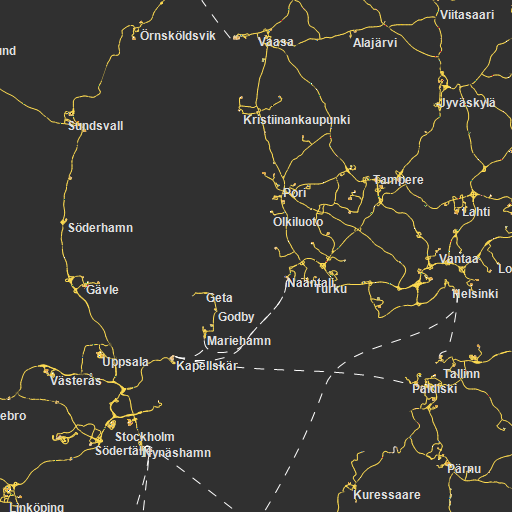 Viitasaari
Örnsköldsvik
Vaasa
Alajärvi
und
Jyväskylä
Kristiinankaupunki
Sundsvall
Tampere
Pori
Lahti
Olkiluoto
Söderhamn
Vantaa
Lo
Naantali
Gävle
Turku
Helsinki
Geta
Godby
Mariehamn
Uppsala
Kapellskär
Tallinn
Västerås
Paldiski
ebro
Stockholm
Södertälje
Nynäshamn
Pärnu
Kuressaare
Linköping